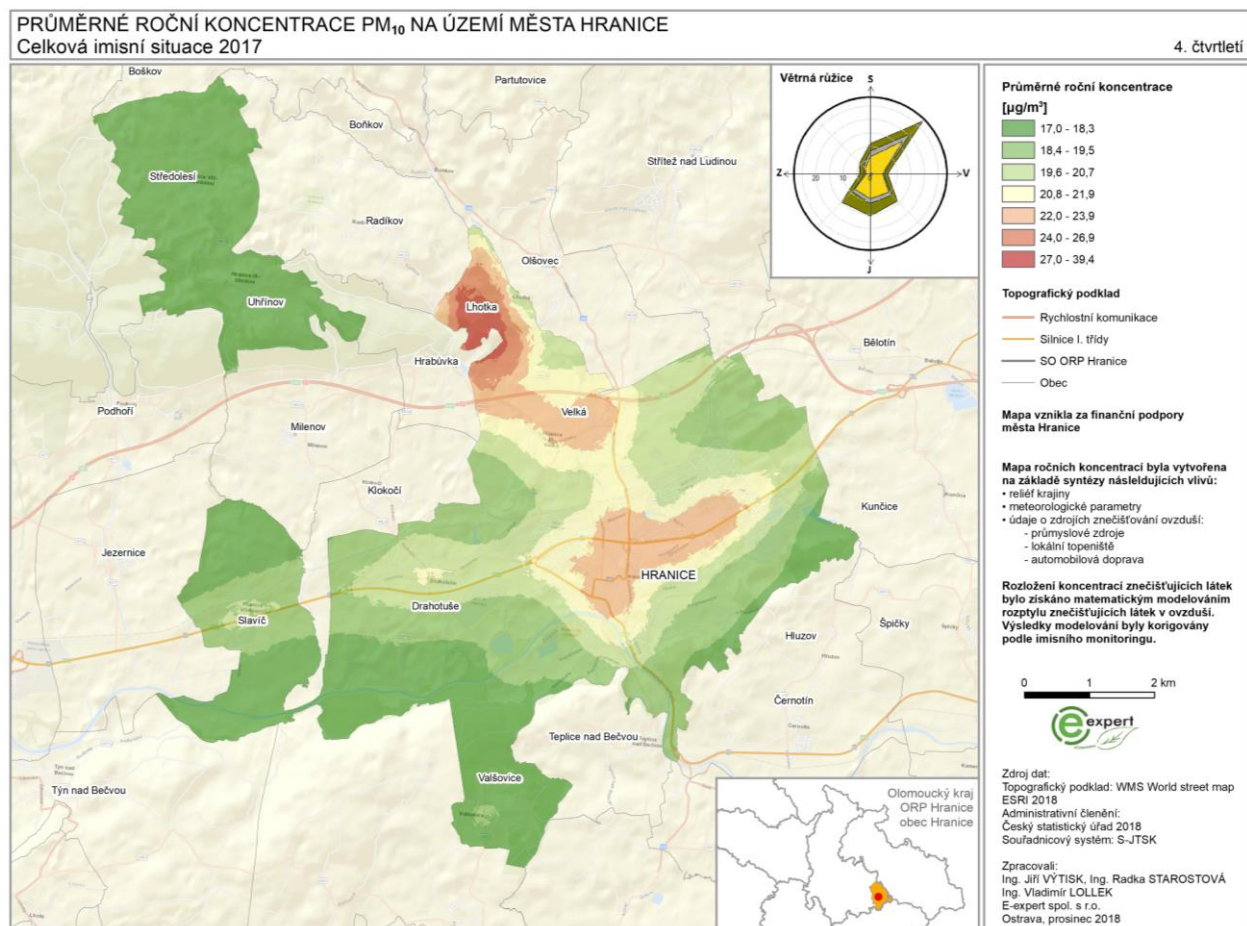 PRŮMĚRNÉ ROČNÍ KONCENTRACE PM₁₀ NA ÚZEMÍ MĚSTA HRANICE
Celková imisní situace 2017
4. čtvrtletí
Boškov
Partutovice
Boňkov
Středolesí
Střítež nad Ludinou
Radíkov
Olšovec
Uhřínov
Lhotka
Hrabůvka
Bělotín
Podhoří
Velká
Milenov
Klokočí
Kunčice
Jezernice
HRANICE
Drahotuše
Slavíč
Hluzov
Špičky
Černotín
Teplice nad Bečvou
Valšovice
Týn nad Bečvou
Větrná růžice
S
Z
20
10
V
J
Olomoucký kraj
ORP Hranice
obec Hranice
Průměrné roční koncentrace
[µg/m³]
17,0 - 18,3
18,4 - 19,5
19,6 - 20,7
20,8 - 21,9
22,0 - 23,9
24,0 - 26,9
27,0 - 39,4
Topografický podklad
Rychlostní komunikace
Silnice I. třídy
SO ORP Hranice
Obec
Mapa vznikla za finanční podpory
města Hranice
Mapa ročních koncentrací byla vytvořena
na základě syntézy násleldujících vlivů:
• reliéf krajiny
• meteorologické parametry
• údaje o zdrojích znečišťování ovzduší:
- průmyslové zdroje
- lokální topeniště
- automobilová doprava
Rozložení koncentrací znečišťujících látek
bylo získáno matematickým modelováním
rozptylu znečišťujících látek v ovzduší.
Výsledky modelování byly korigovány
podle imisního monitoringu.
0 1 2 km
e expert
Zdroj dat:
Topografický podklad: WMS World street map
ESRI 2018
Administrativní členění:
Český statistický úřad 2018
Souřadnicový systém: S-JTSK
Zpracovali:
Ing. Jiří VÝTISK, Ing. Radka STAROSTOVÁ
Ing. Vladimír LOLLEK
E-expert spol. s r.o.
Ostrava, prosinec 2018